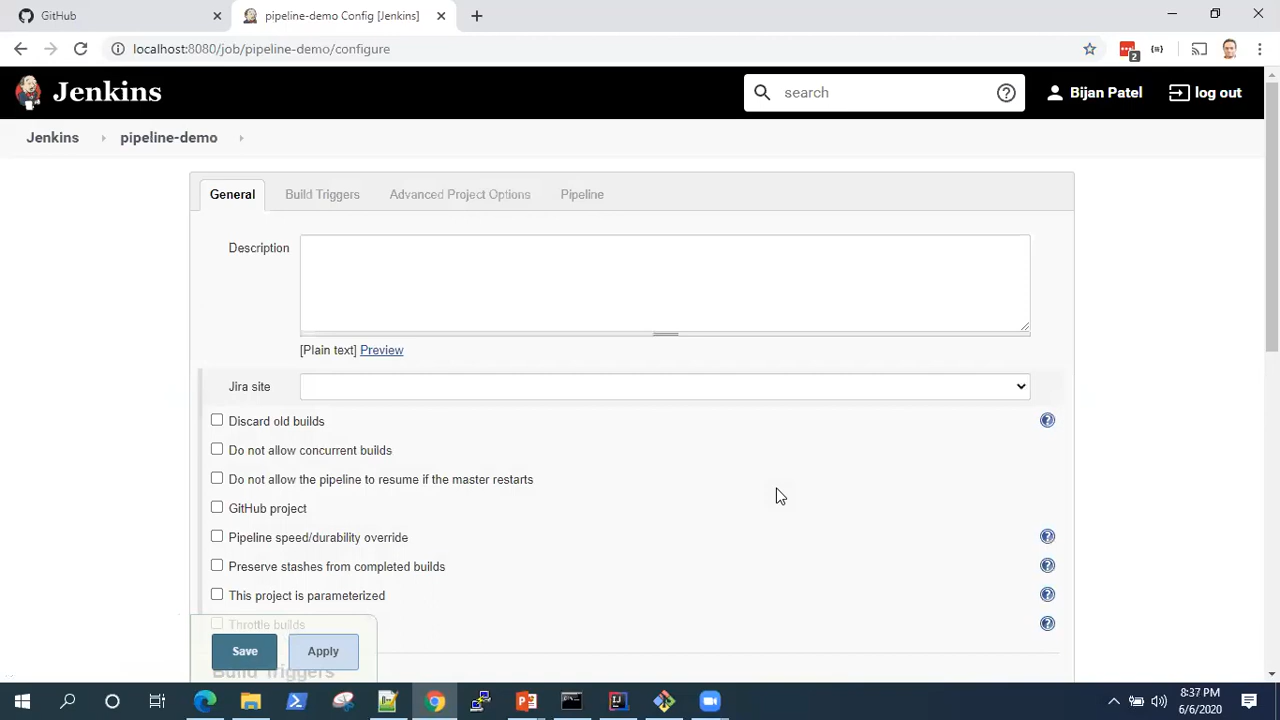 GitHub
pipeline-demo Config [Jenkins]
localhost:8080/job/pipeline-demo/configure
2
Jenkins
search
Bijan Patel
log out
Jenkins
pipeline-demo
General
Build Triggers
Advanced Project Options
Pipeline
Description
[Plain text] Preview
Jira site
Discard old builds
Do not allow concurrent builds
Do not allow the pipeline to resume if the master restarts
GitHub project
Pipeline speed/durability override
Preserve stashes from completed builds
This project is parameterized
Throttle builds
Save
Apply
Build Triggers
8:37 PM
6/6/2020